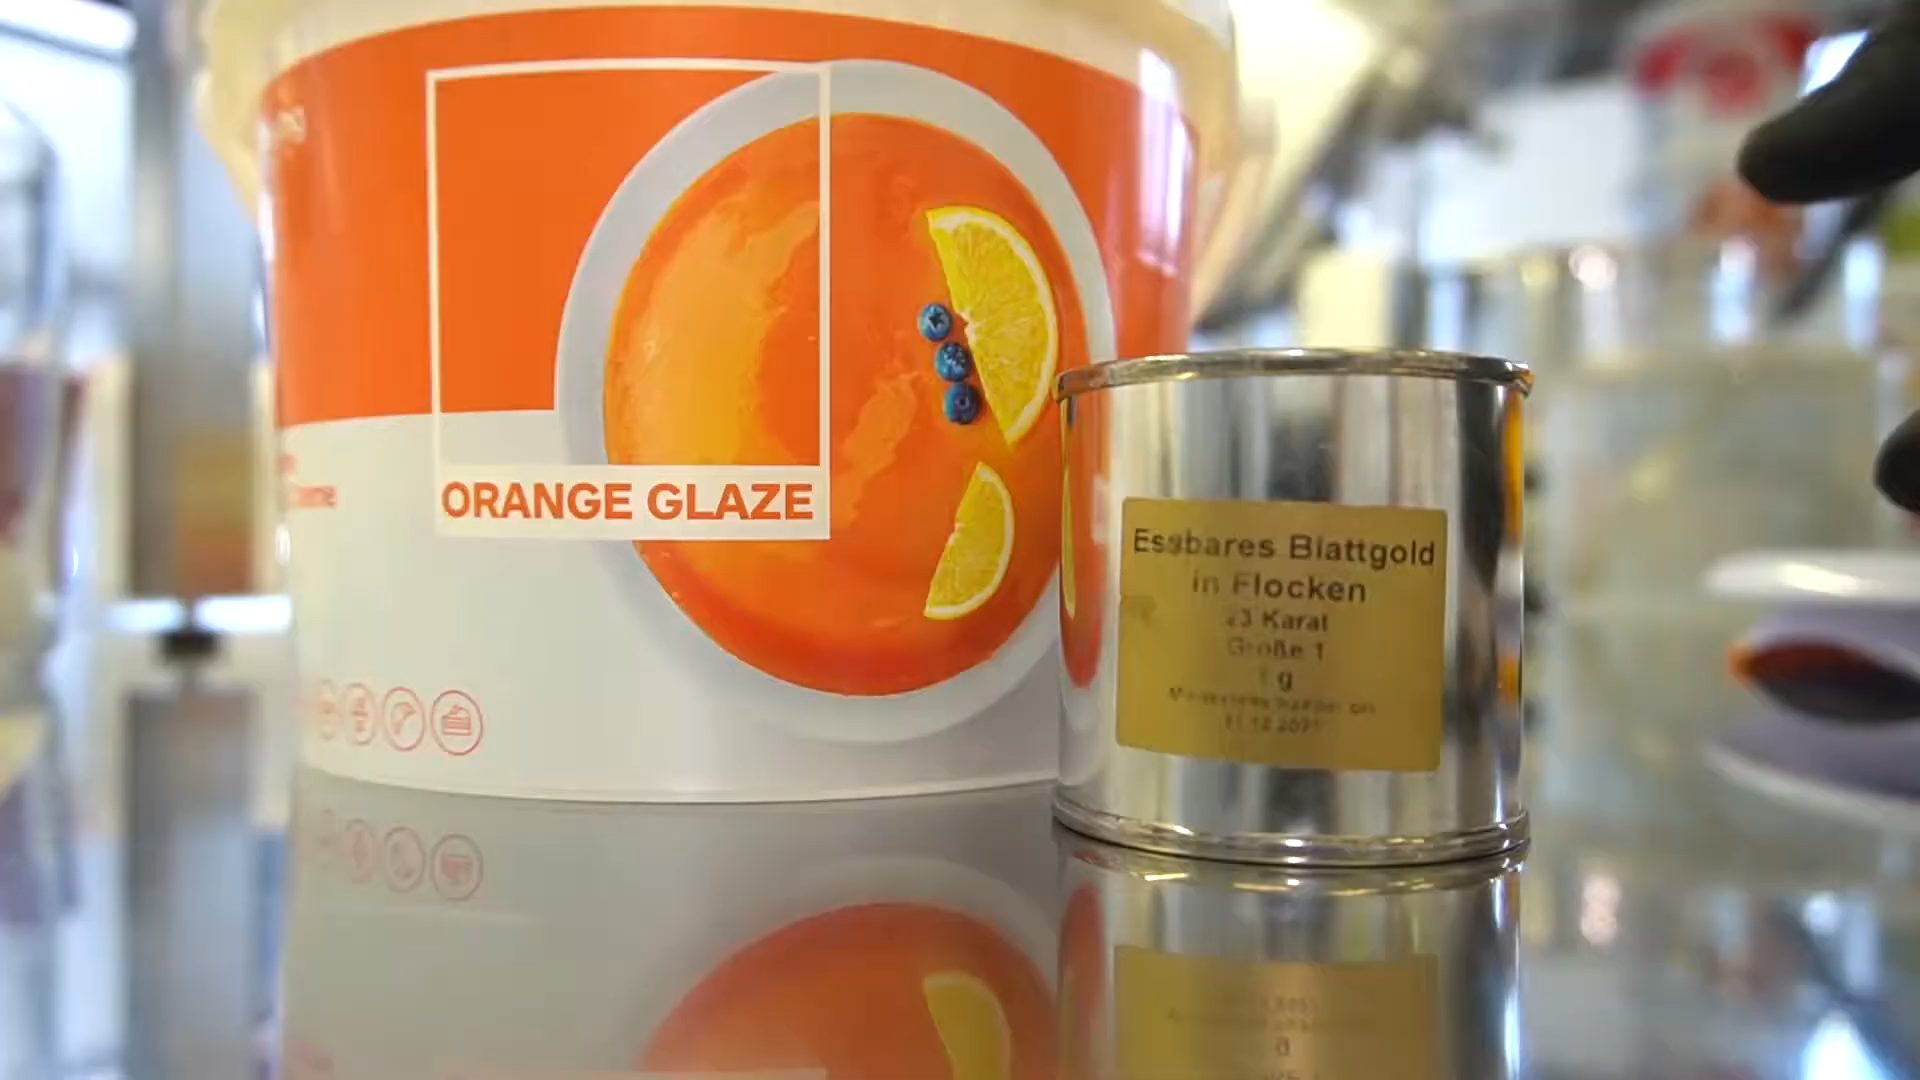 ORANGE GLAZE
Essbares Blattgold
in Flocken
23 Karat
Größe 1
1 g